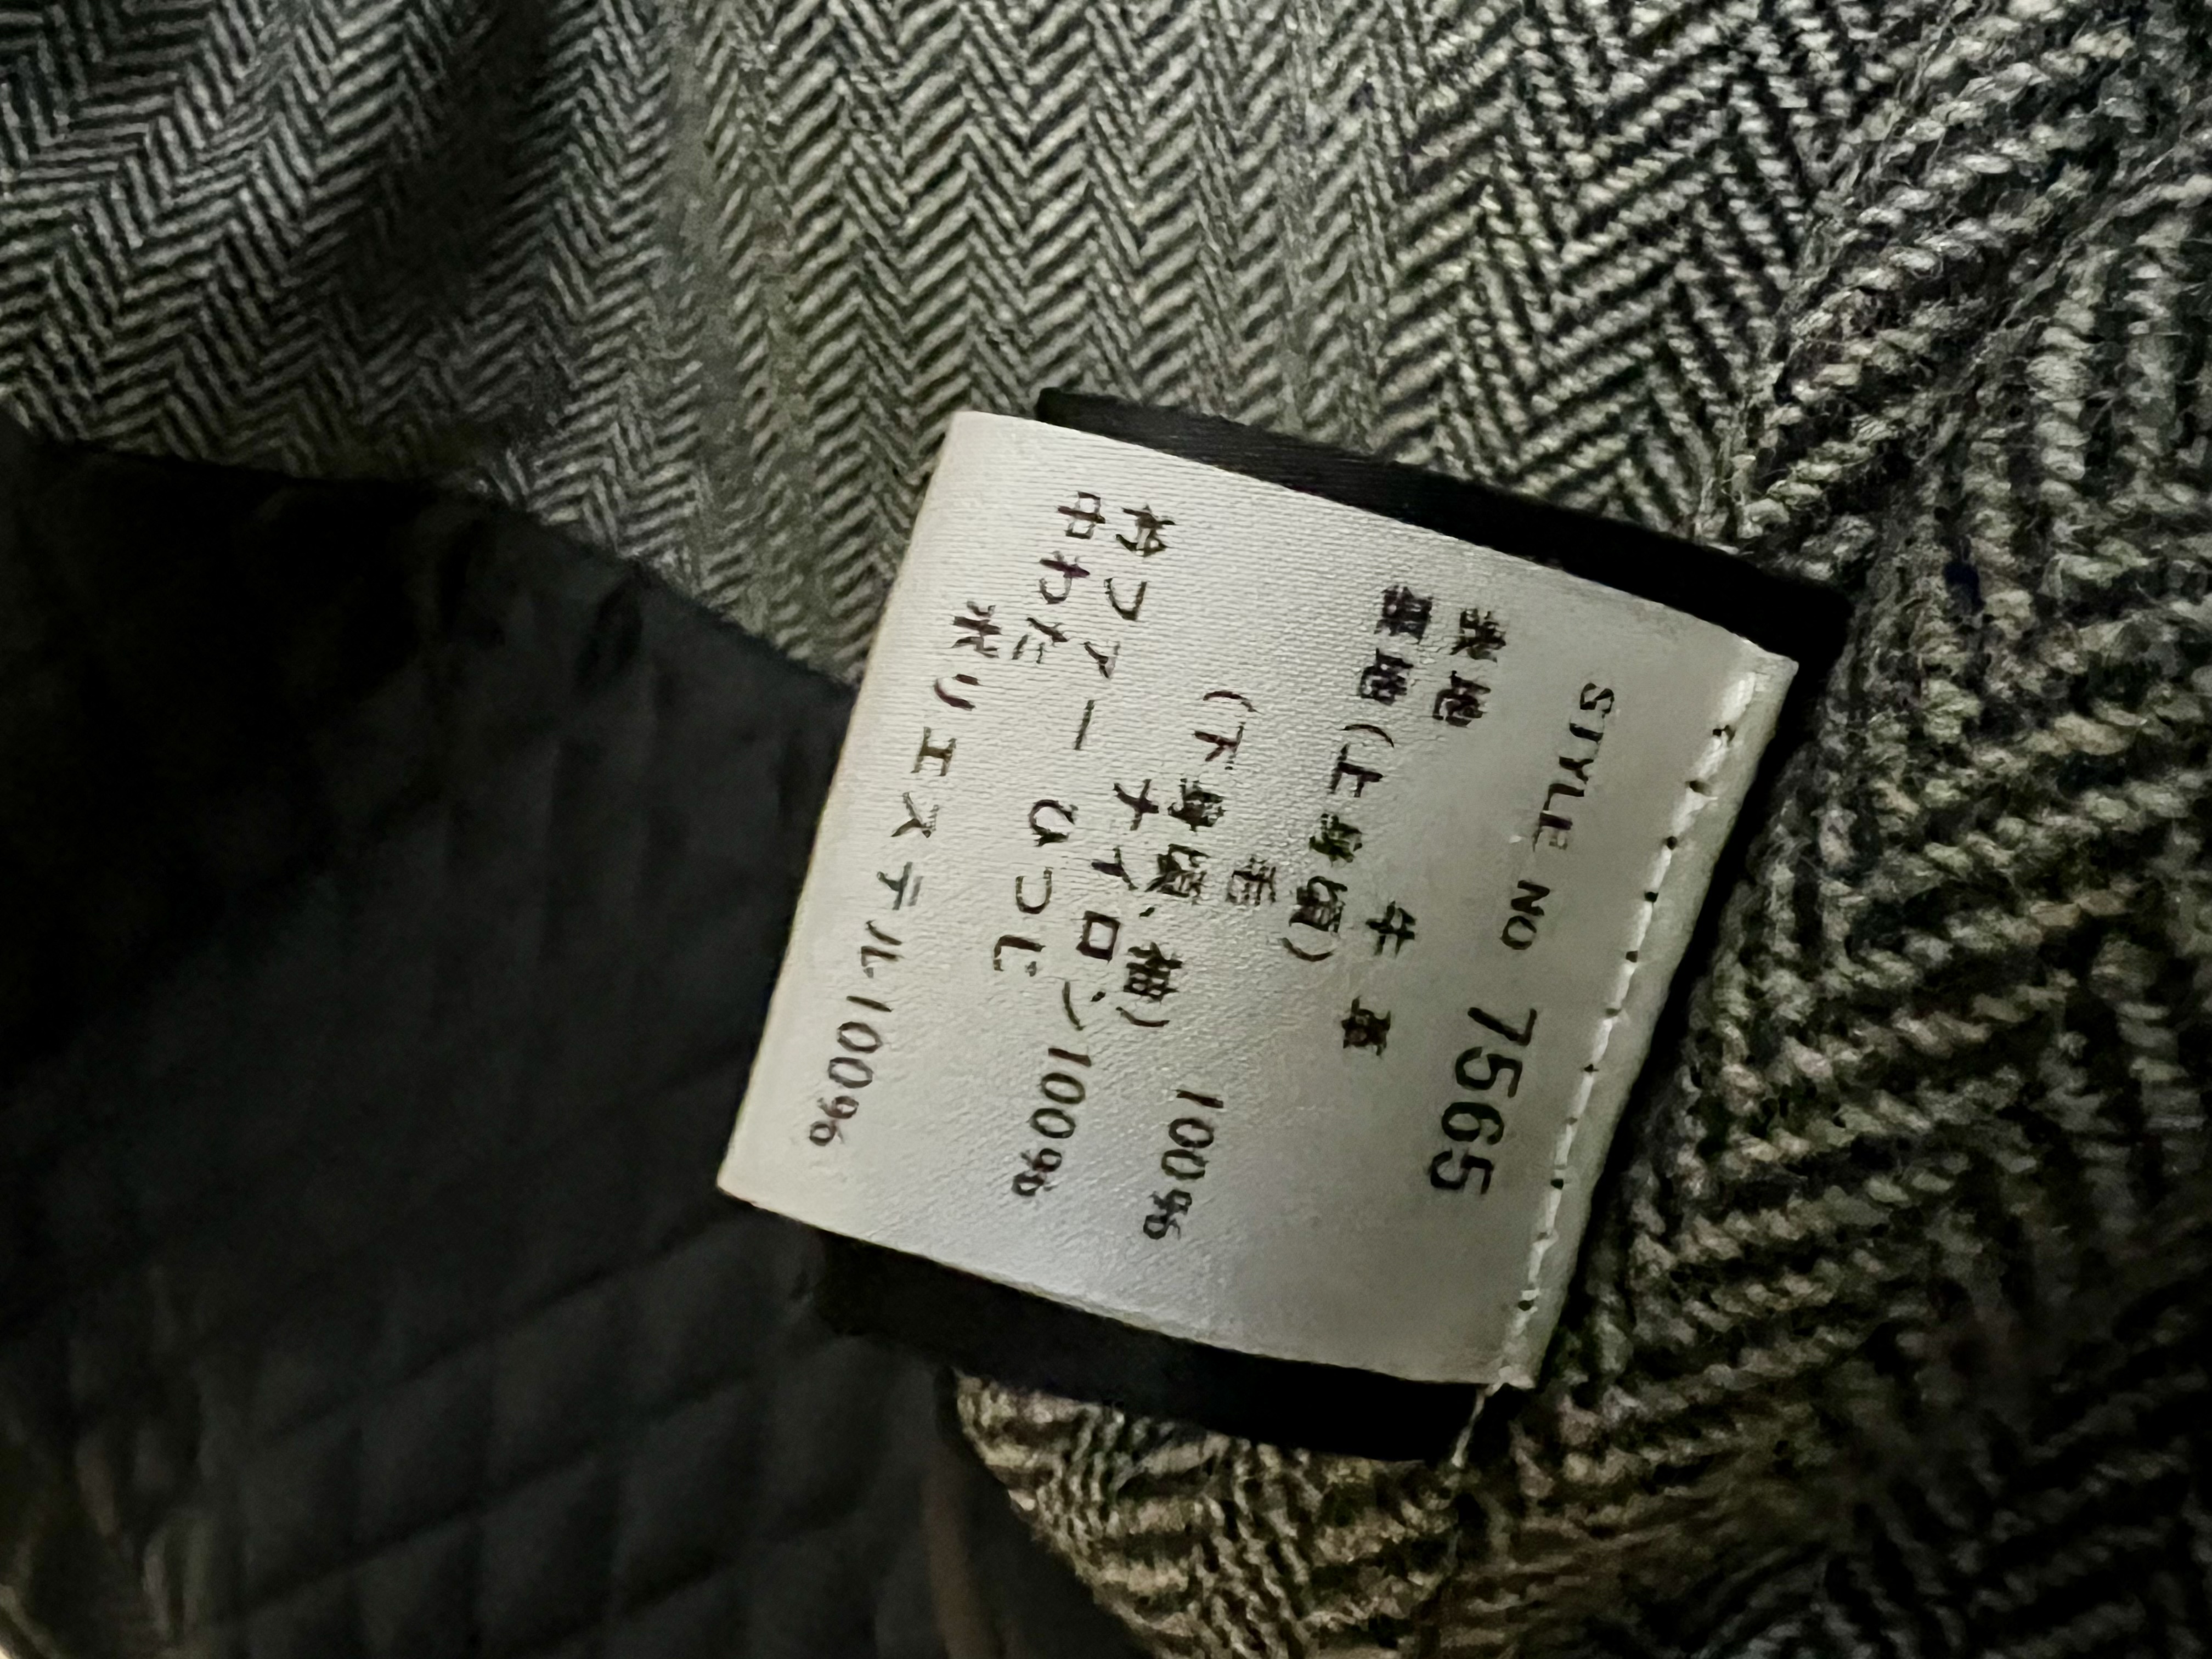 STYLE NO 7565
表地 牛革
裏地(上身頃)
毛 100%
(下身頃、袖)
ナイロン100%
衿ファー ひつじ
中わた
ポリエステル100%